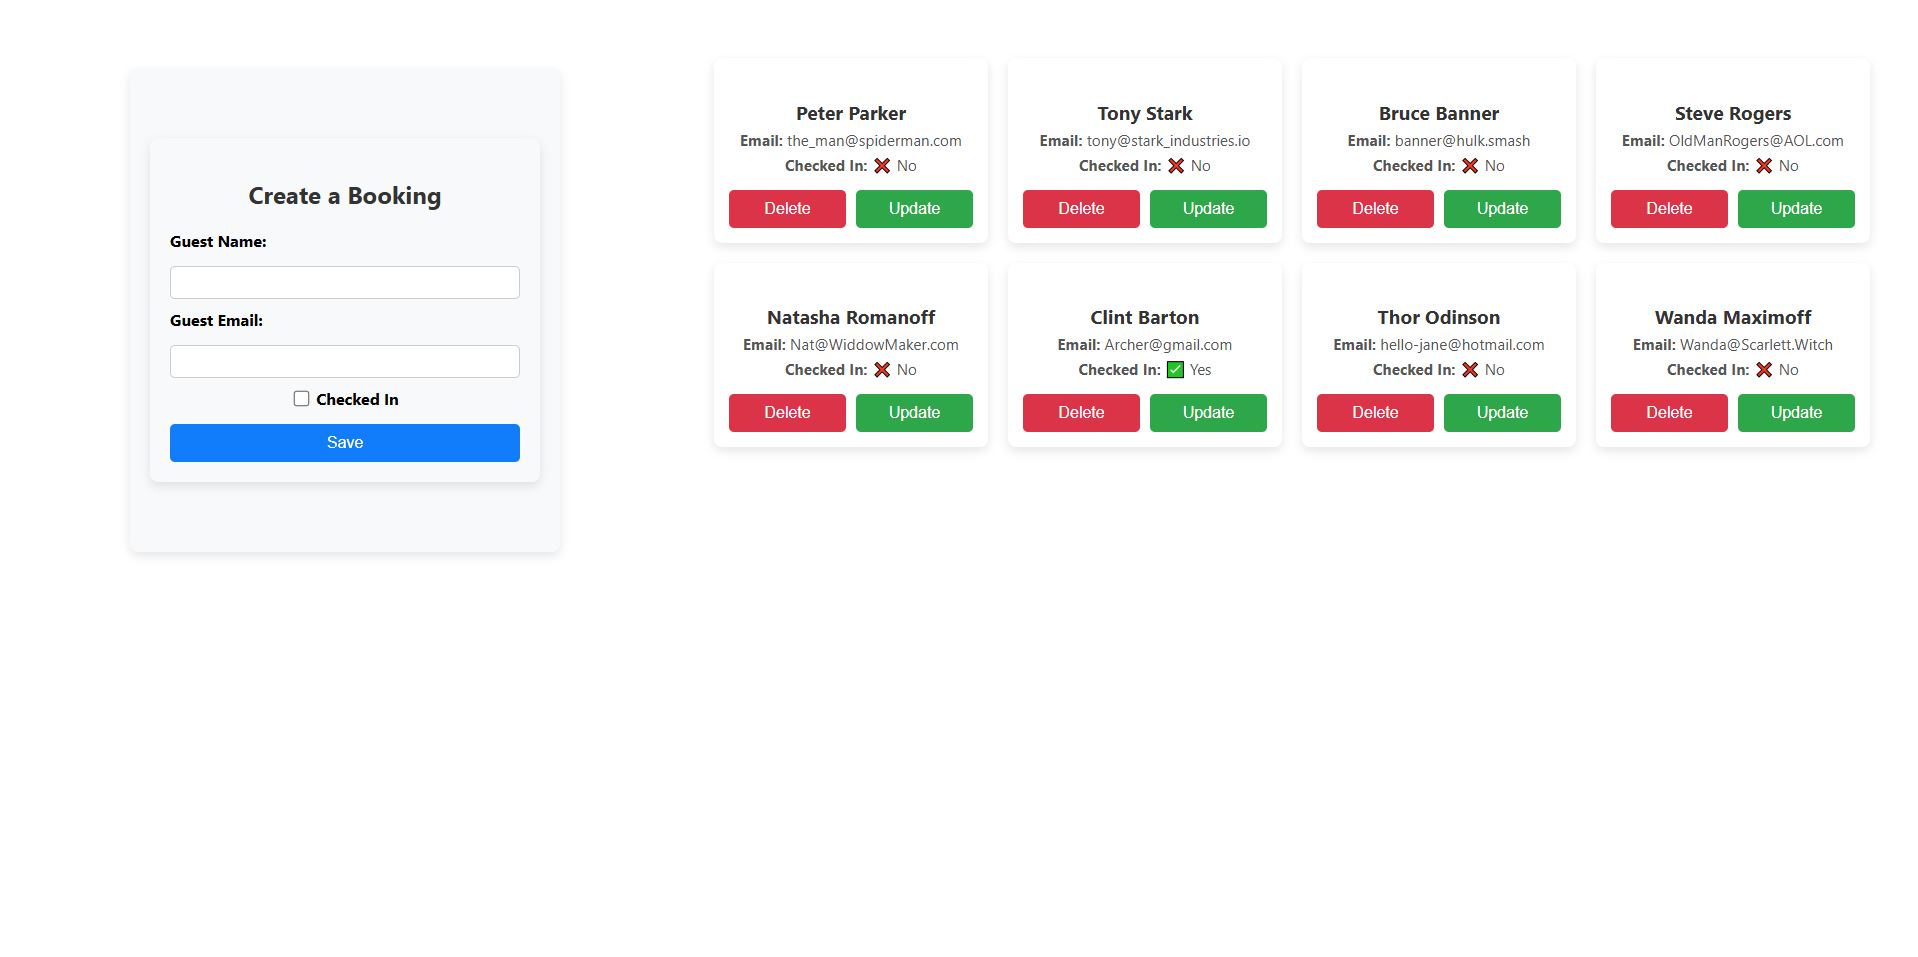 Create a Booking
Guest Name:
Guest Email:
Checked In
Save
Peter Parker
Email: the_man@spiderman.com
Checked In: ❌ No
Delete Update
Tony Stark
Email: tony@stark_industries.io
Checked In: ❌ No
Delete Update
Bruce Banner
Email: banner@hulk.smash
Checked In: ❌ No
Delete Update
Steve Rogers
Email: OldManRogers@AOL.com
Checked In: ❌ No
Delete Update
Natasha Romanoff
Email: Nat@WiddowMaker.com
Checked In: ❌ No
Delete Update
Clint Barton
Email: Archer@gmail.com
Checked In: ✅ Yes
Delete Update
Thor Odinson
Email: hello-jane@hotmail.com
Checked In: ❌ No
Delete Update
Wanda Maximoff
Email: Wanda@Scarlett.Witch
Checked In: ❌ No
Delete Update